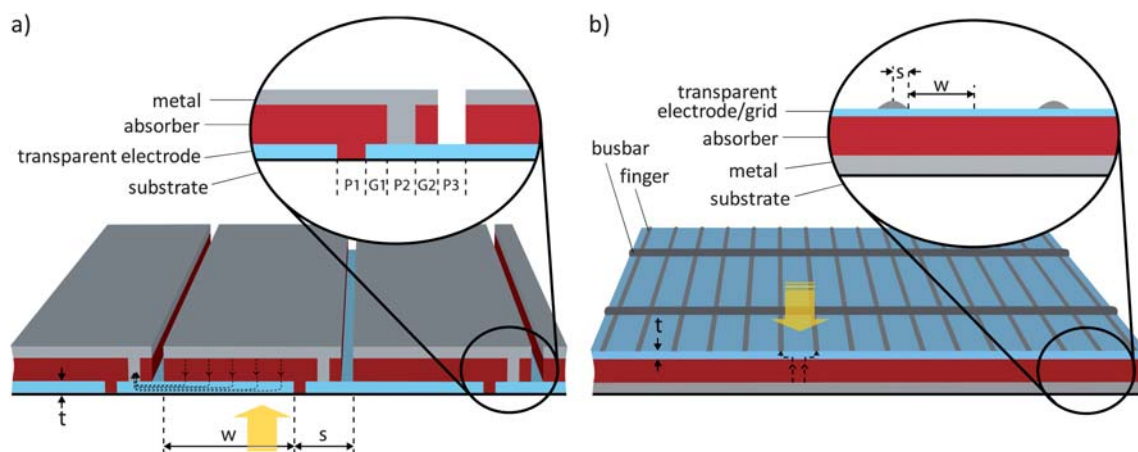 a)
metal
absorber
transparent electrode
substrate
P1 G1 P2 G2 P3
t
w
s
b)
s
w
transparent
electrode/grid
absorber
metal
substrate
busbar
finger
t